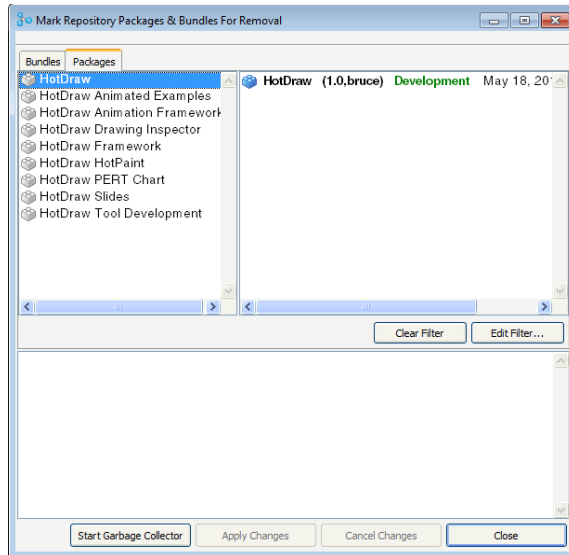 Mark Repository Packages & Bundles For Removal
Bundles Packages
HotDraw
HotDraw Animated Examples
HotDraw Animation Framework
HotDraw Drawing Inspector
HotDraw Framework
HotDraw HotPaint
HotDraw PERT Chart
HotDraw Slides
HotDraw Tool Development
HotDraw (1.0,bruce) Development May 18, 20
Clear Filter Edit Filter...
Start Garbage Collector Apply Changes Cancel Changes Close